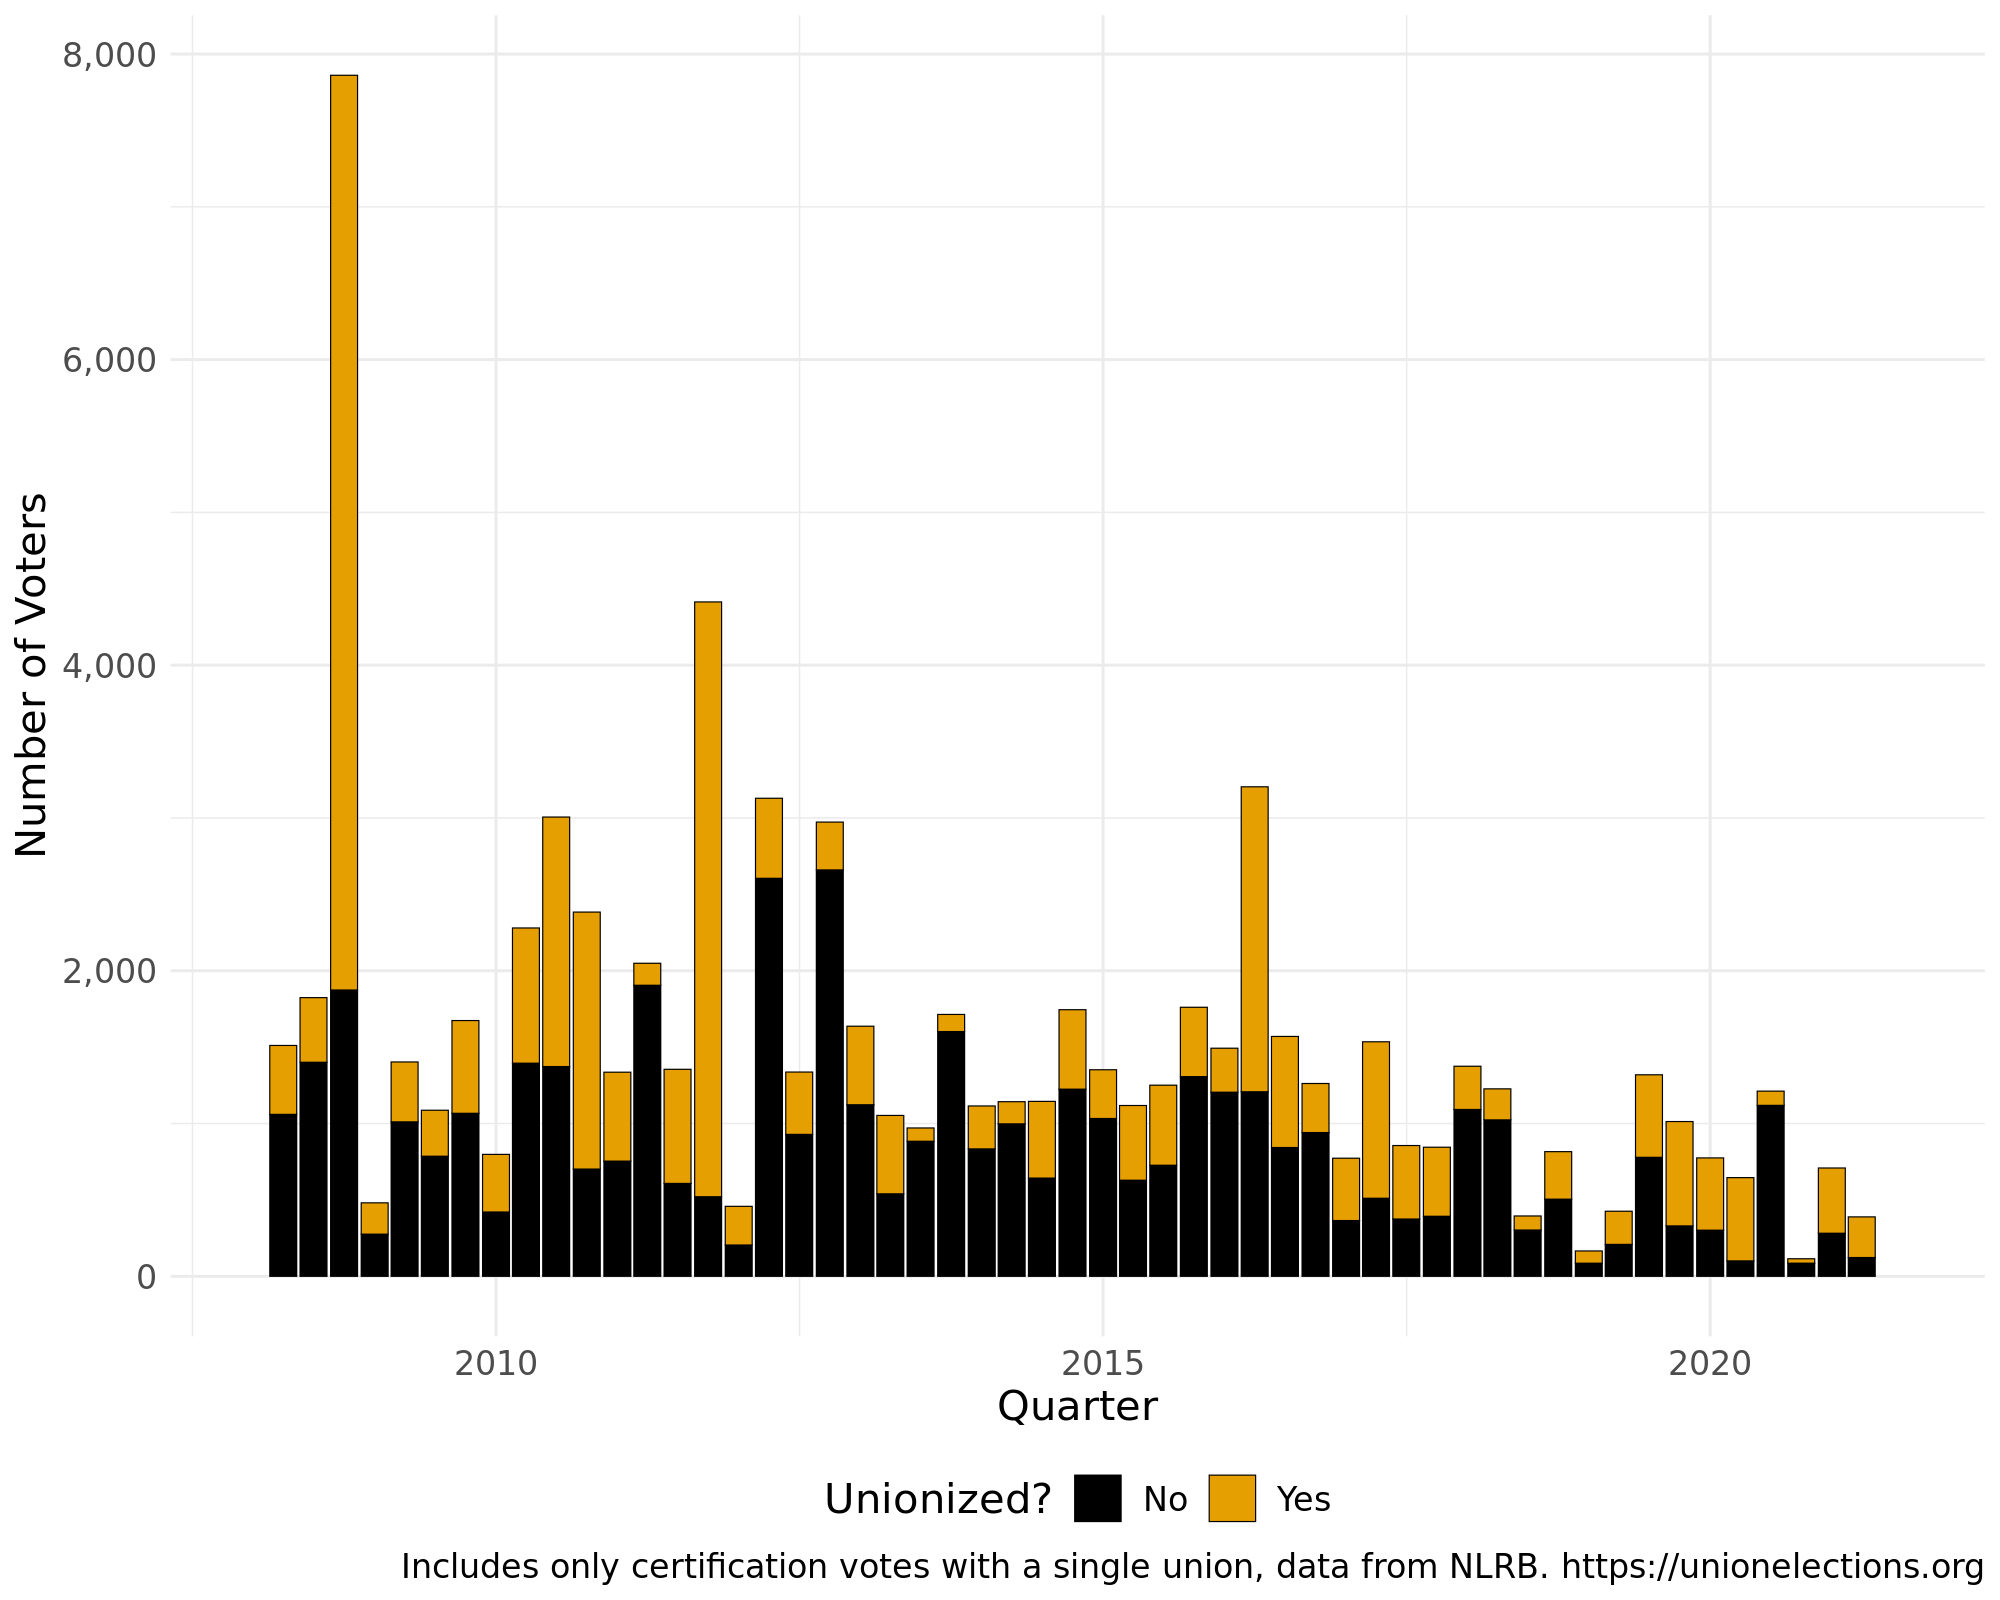 8,000
6,000
4,000
2,000
0
Number of Voters
2010 2015 2020
Quarter
Unionized? No Yes
Includes only certification votes with a single union, data from NLRB. https://unionelections.org